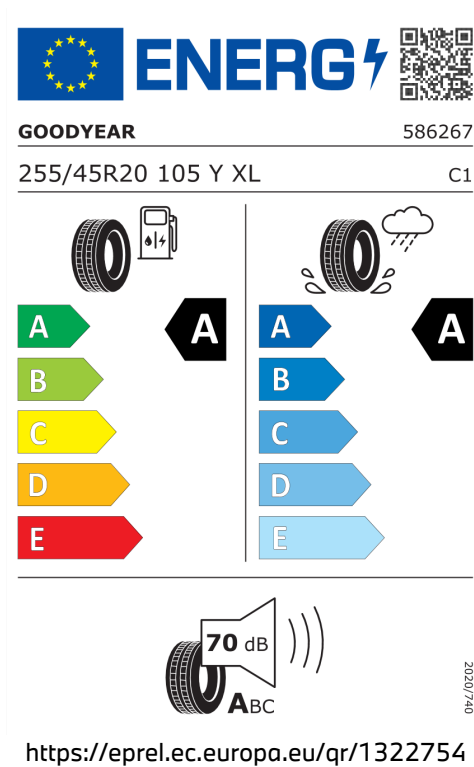 ENERG
GOODYEAR 586267
255/45R20 105 Y XL C1
A A A A
B B
C C
D D
E E
70 dB
ABC
2020/740
https://eprel.ec.europa.eu/qr/1322754